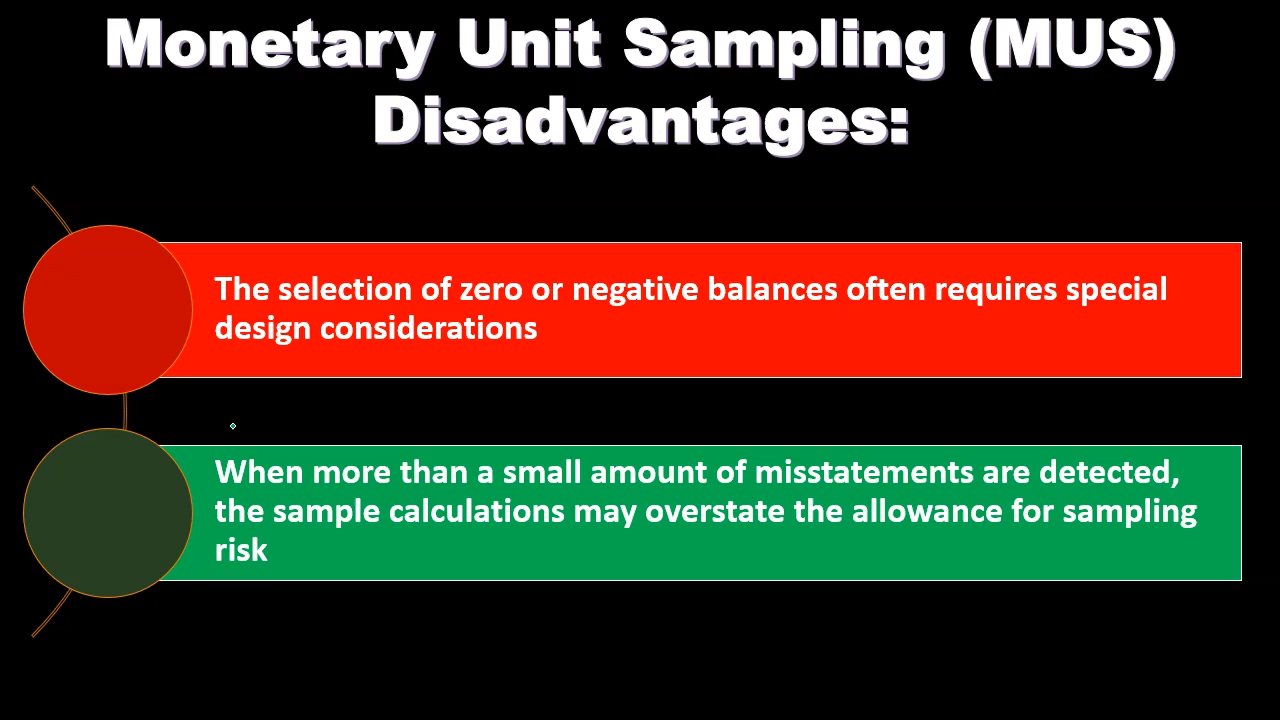 Monetary Unit Sampling (MUS)
Disadvantages:
The selection of zero or negative balances often requires special
design considerations
When more than a small amount of misstatements are detected,
the sample calculations may overstate the allowance for sampling
risk